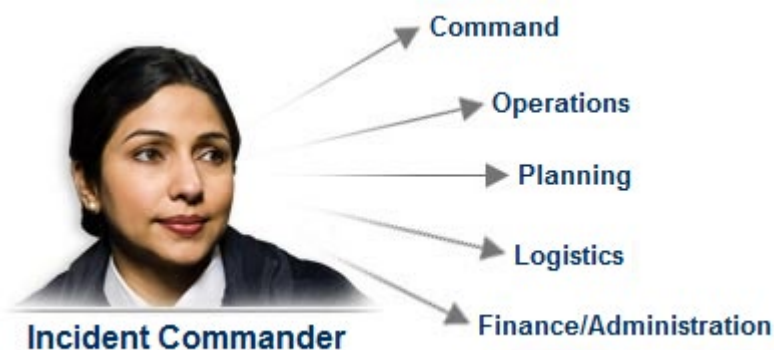 Command
Operations
Planning
Logistics
Finance/Administration
Incident Commander